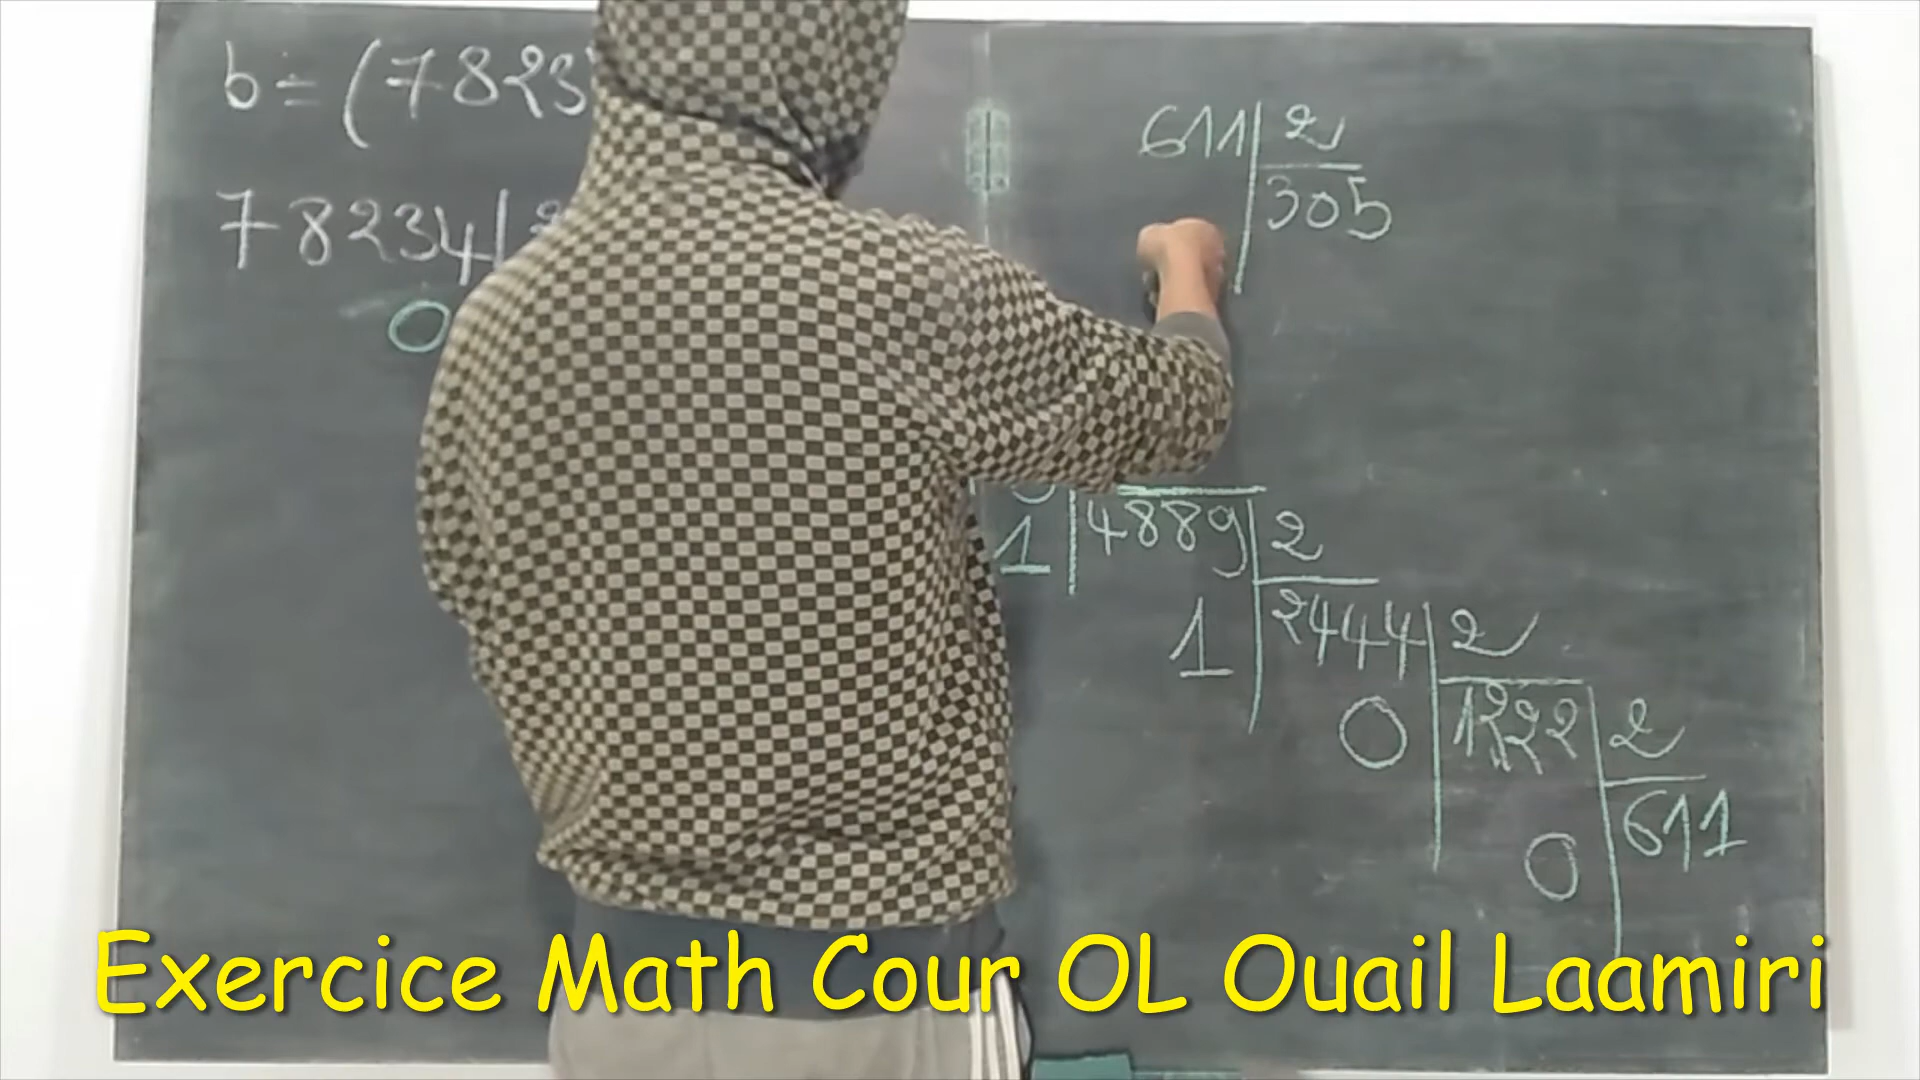 b = (7823
78234 2
0
611 2
305
1 4889 2
1 2444 2
0 1222 2
0 611
Exercice Math Cour OL Ouail Laamiri